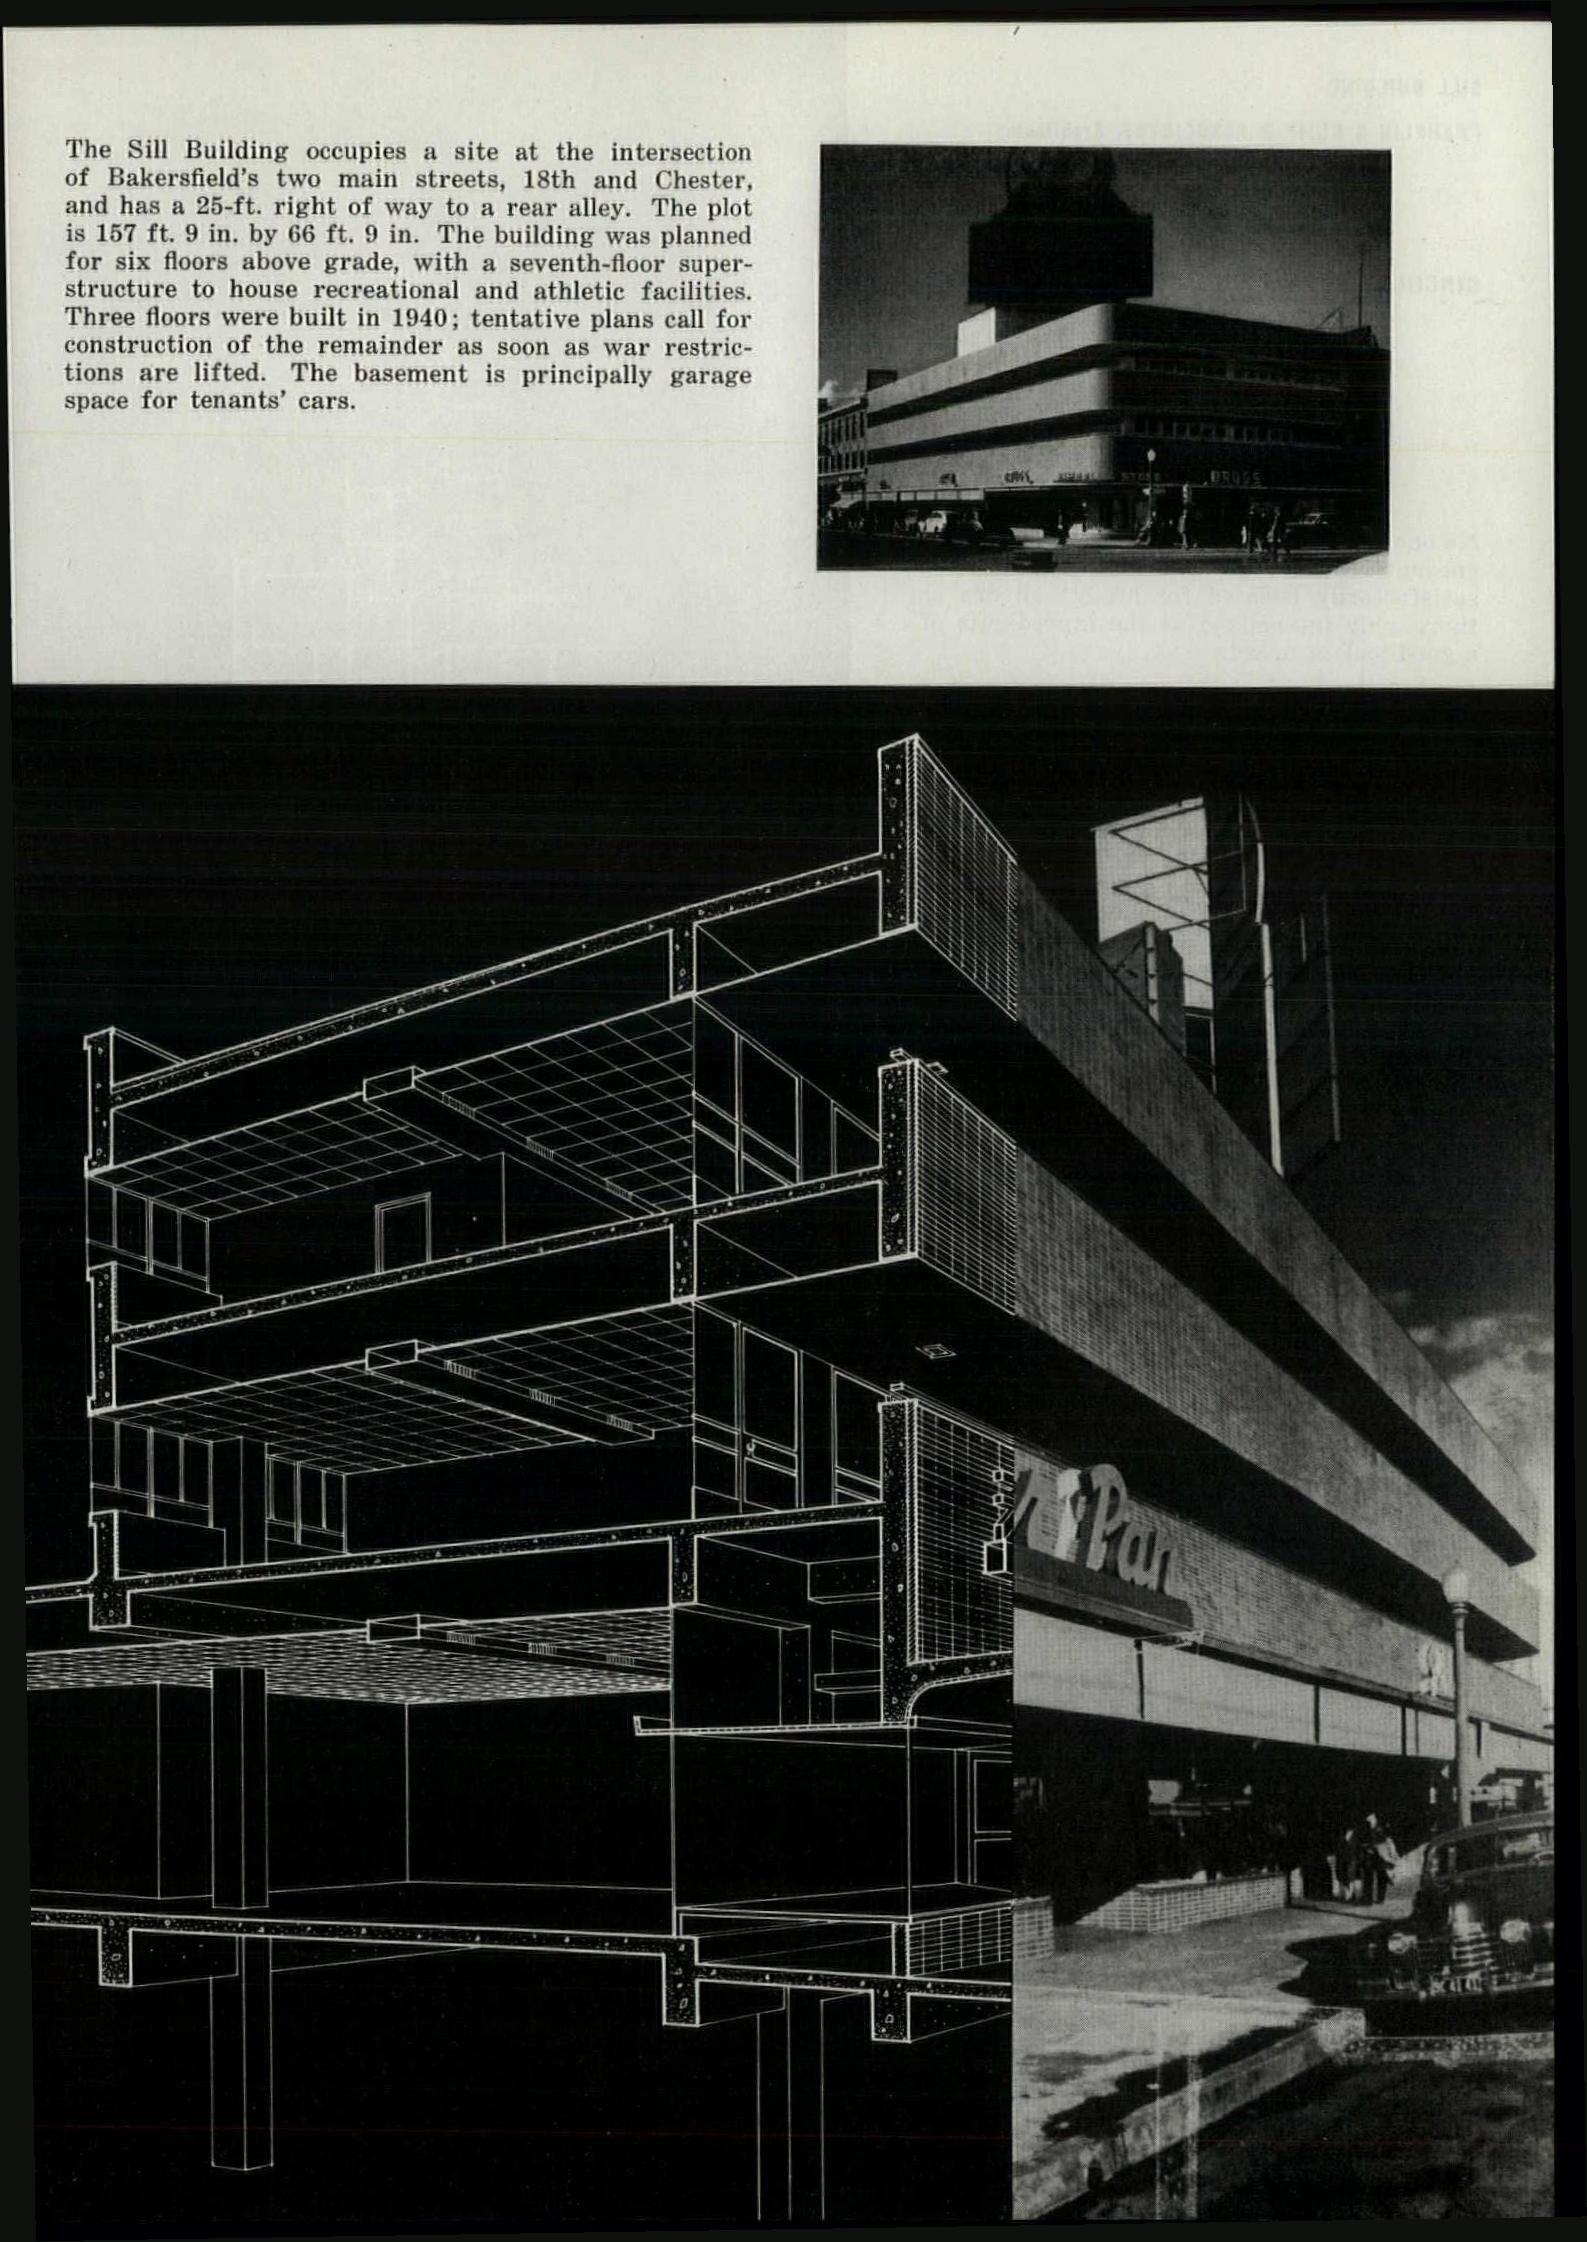 The Sill Building occupies a site at the intersection
of Bakersfield's two main streets, 18th and Chester,
and has a 25-ft. right of way to a rear alley. The plot
is 157 ft. 9 in. by 66 ft. 9 in. The building was planned
for six floors above grade, with a seventh-floor super-
structure to house recreational and athletic facilities.
Three floors were built in 1940; tentative plans call for
construction of the remainder as soon as war restric-
tions are lifted. The basement is principally garage
space for tenants' cars.
DRUGS
Pan